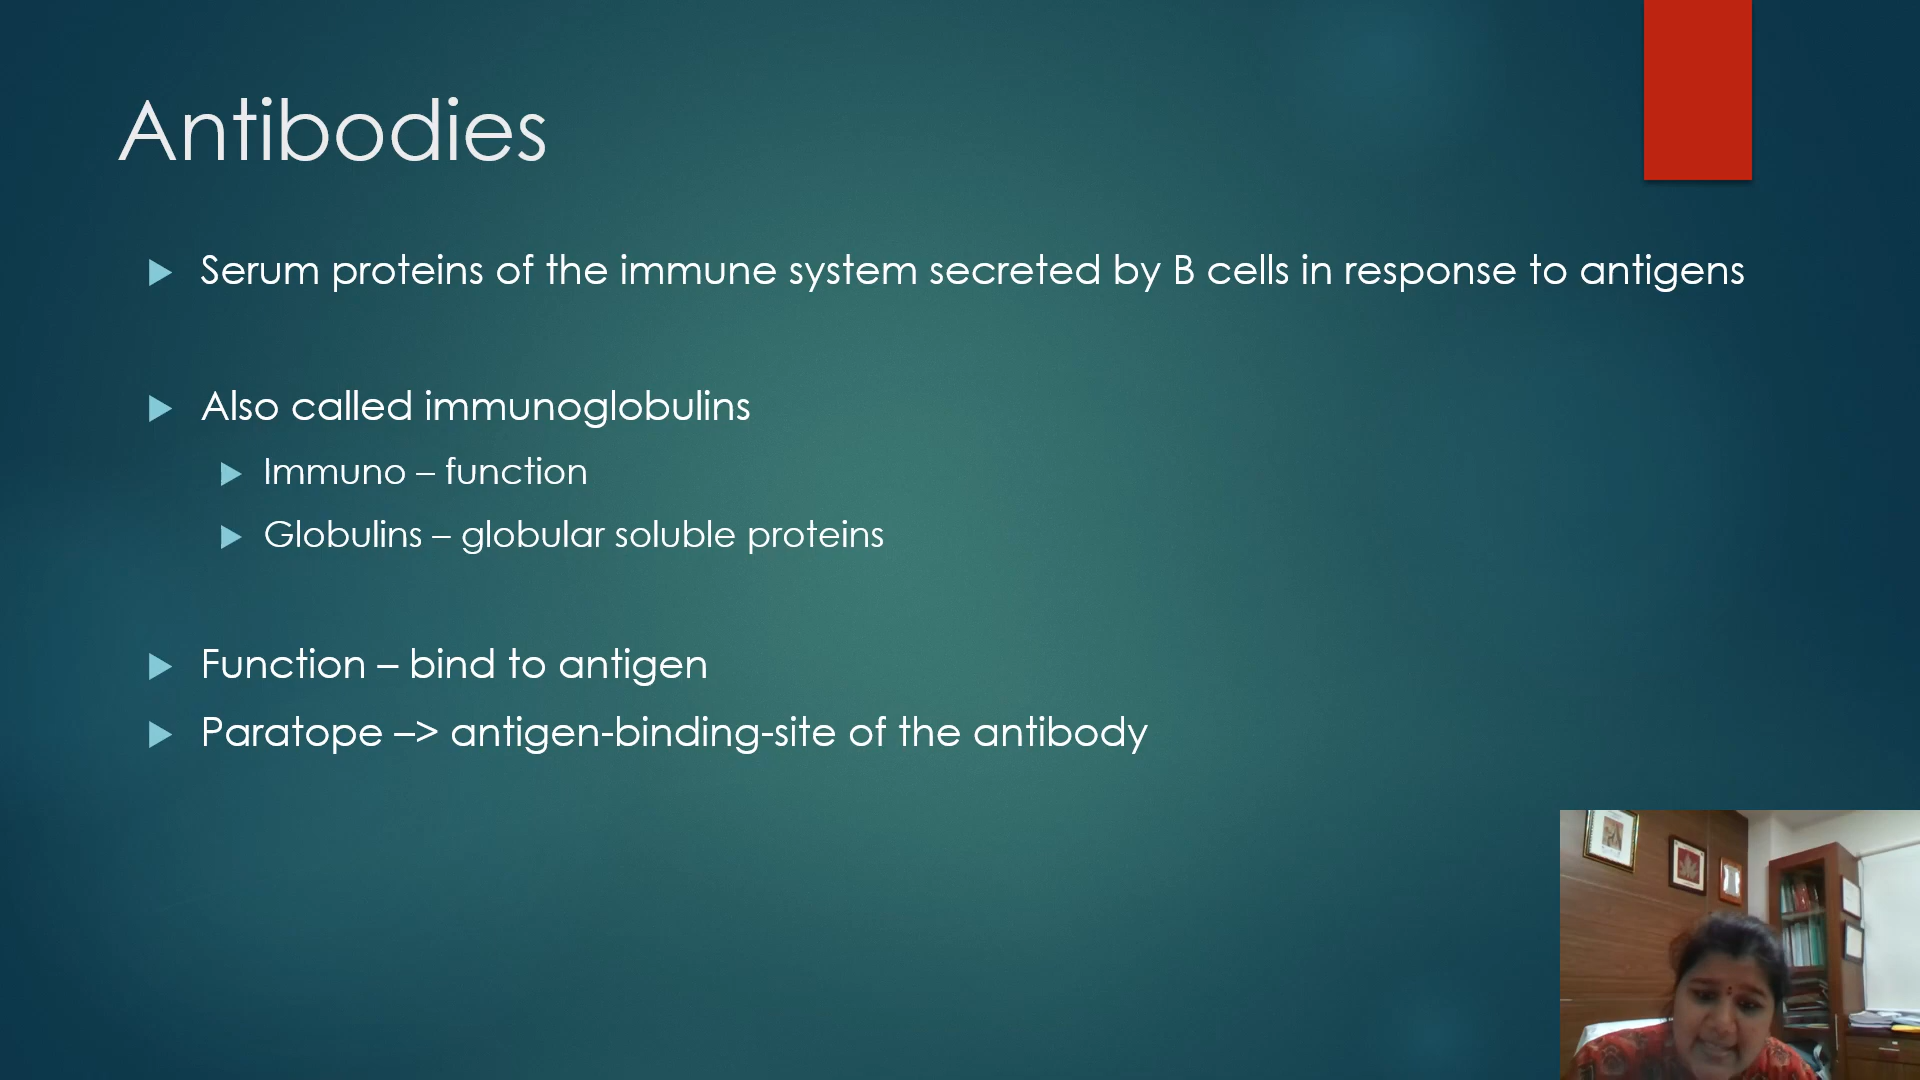 Antibodies
Serum proteins of the immune system secreted by B cells in response to antigens
Also called immunoglobulins
Immuno – function
Globulins – globular soluble proteins
Function – bind to antigen
Paratope –> antigen-binding-site of the antibody